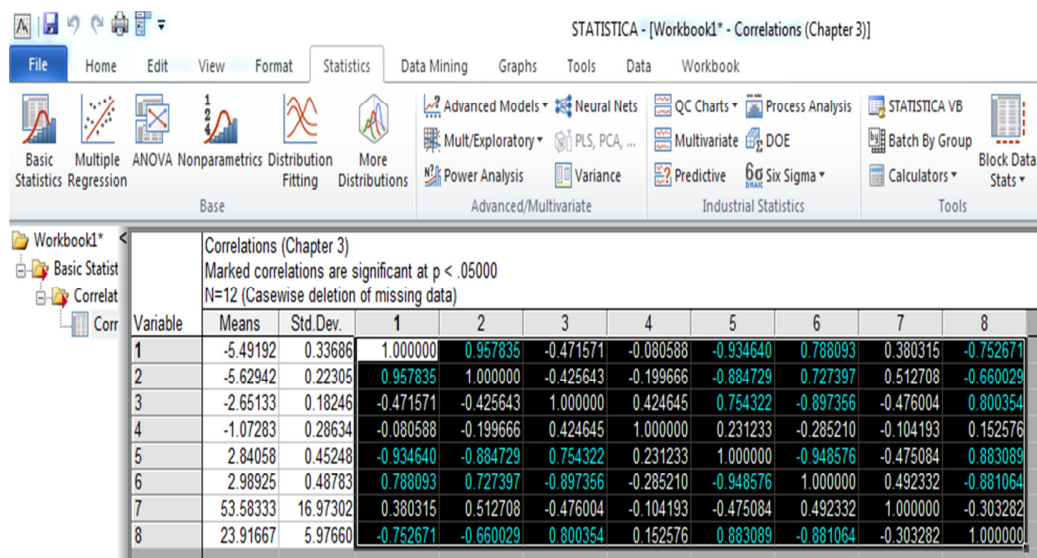 STATISTICA - [Workbook1* - Correlations (Chapter 3)]
File Home Edit View Format Statistics Data Mining Graphs Tools Data Workbook
Basic Statistics
Multiple Regression
ANOVA
1 2 4 Nonparametrics
Distribution Fitting
More Distributions
Base
Advanced Models Neural Nets
Mult/Exploratory PLS, PCA, ...
Power Analysis Variance
Advanced/Multivariate
QC Charts Process Analysis
Multivariate DOE
Predictive 6σ DMAIC Six Sigma
Industrial Statistics
STATISTICA VB
Batch By Group
Calculators
Block Data Stats
Tools
Workbook1*
Basic Statist
Correlat
Corr
Correlations (Chapter 3)
Marked correlations are significant at p < .05000
N=12 (Casewise deletion of missing data)
Variable Means Std.Dev. 1 2 3 4 5 6 7 8
1 -5.49192 0.33686 1.000000 0.957835 -0.471571 -0.080588 -0.934640 0.788093 0.380315 -0.752671
2 -5.62942 0.22305 0.957835 1.000000 -0.425643 -0.199666 -0.884729 0.727397 0.512708 -0.660029
3 -2.65133 0.18246 -0.471571 -0.425643 1.000000 0.424645 0.754322 -0.897356 -0.476004 0.800354
4 -1.07283 0.28634 -0.080588 -0.199666 0.424645 1.000000 0.231233 -0.285210 -0.104193 0.152576
5 2.84058 0.45248 -0.934640 -0.884729 0.754322 0.231233 1.000000 -0.948576 -0.475084 0.883089
6 2.98925 0.48783 0.788093 0.727397 -0.897356 -0.285210 -0.948576 1.000000 0.492332 -0.881064
7 53.58333 16.97302 0.380315 0.512708 -0.476004 -0.104193 -0.475084 0.492332 1.000000 -0.303282
8 23.91667 5.97660 -0.752671 -0.660029 0.800354 0.152576 0.883089 -0.881064 -0.303282 1.000000